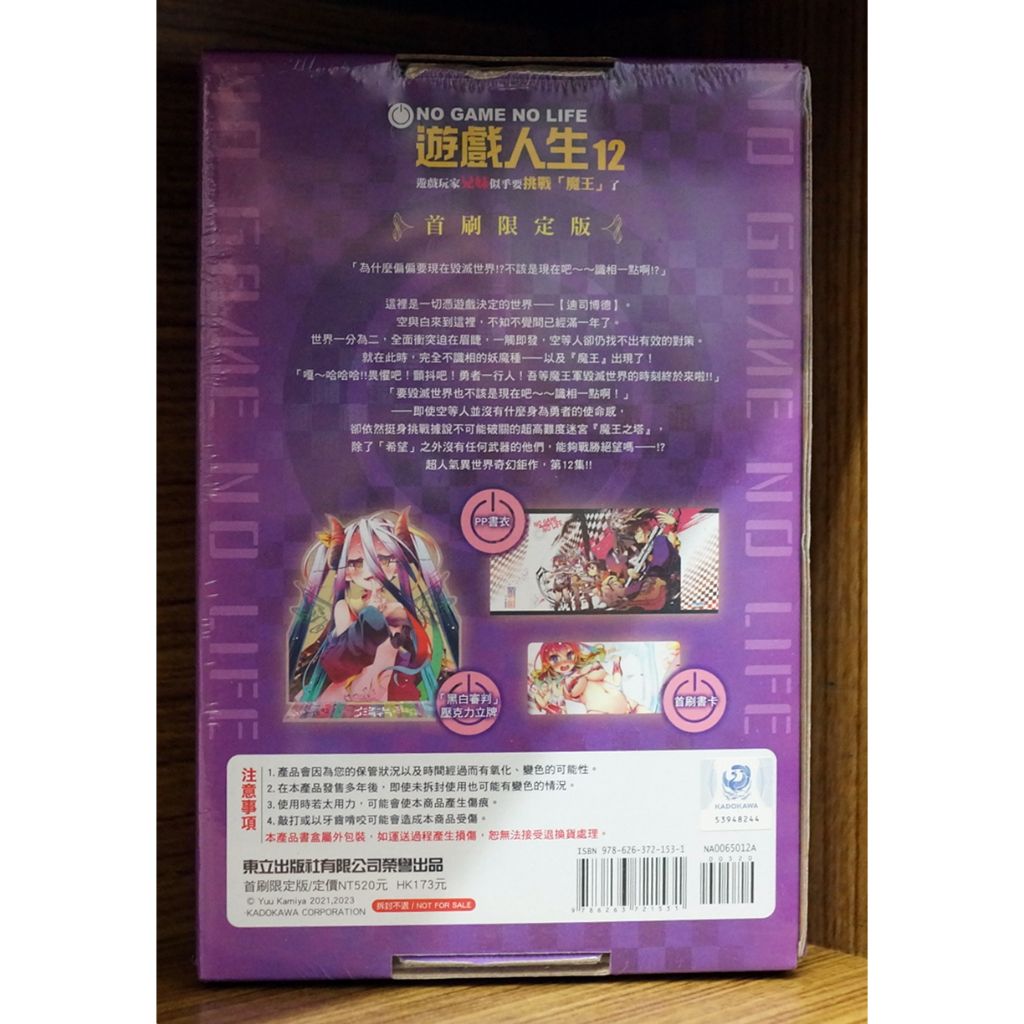 NO GAME NO LIFE
遊戲人生12
遊戲玩家兄妹似乎要挑戰「魔王」了
首刷限定版
「為什麼偏偏要現在毀滅世界!?不該是現在吧～～識相一點啊!?」
這裡是一切憑遊戲決定的世界——【迪司博德】。
空與白來到這裡，不知不覺間已經滿一年了。
世界一分為二，全面衝突迫在眉睫，一觸即發，空等人卻仍找不出有效的對策。
就在此時，完全不識相的妖魔種——以及『魔王』出現了！
「嘎～哈哈哈!!畏懼吧！顫抖吧！勇者一行人！吾等魔王軍毀滅世界的時刻終於來啦!!」
「要毀滅世界也不該是現在吧～～識相一點啊！」
——即使空等人並沒有什麼身為勇者的使命感，
卻依然挺身挑戰據說不可能破關的超高難度迷宮『魔王之塔』，
除了「希望」之外沒有任何武器的他們，能夠戰勝絕望嗎——!?
超人氣異世界奇幻鉅作，第12集!!
PP書衣
NO GAME NO LIFE
「黑白審判」
壓克力立牌
首刷書卡
NO GAME NO LIFE
NO GAME NO LIFE
注意事項
1. 產品會因為您的保管狀況以及時間經過而有氧化、變色的可能性。
2. 在本產品發售多年後，即使未拆封使用也可能有變色的情況。
3. 使用時若太用力，可能會使本商品產生傷痕。
4. 敲打或以牙齒啃咬可能會造成本商品受傷。
本產品書盒屬外包裝，如運送過程產生損傷，恕無法接受退換貨處理。
KADOKAWA
53948244
東立出版社有限公司榮譽出品
首刷限定版/定價NT520元 HK173元
© Yuu Kamiya 2021,2023
KADOKAWA CORPORATION
拆封不退 / NOT FOR SALE
ISBN 978-626-372-153-1
NA0065012A
00320
9 786263 721531